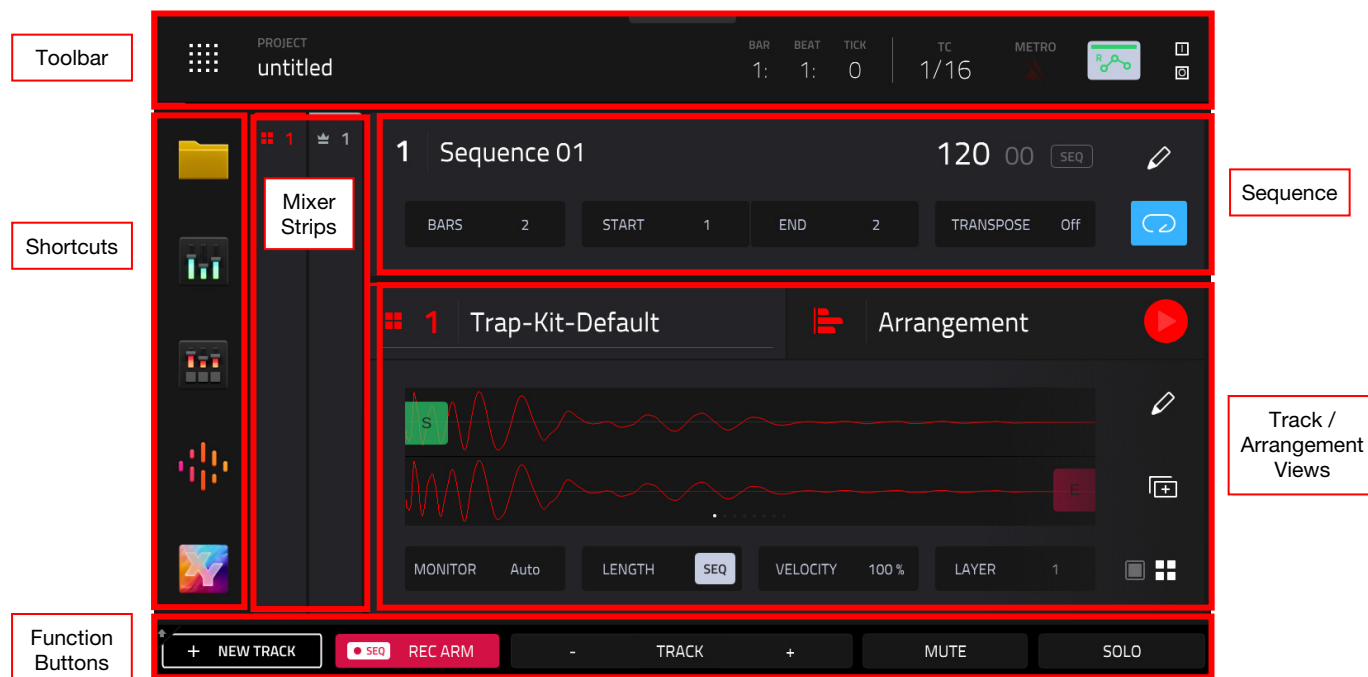 Toolbar
PROJECT
untitled
BAR BEAT TICK TC METRO
1: 1: 0 1/16
R
I
O
Shortcuts
1 1
Mixer
Strips
1 Sequence 01 120 00 SEQ
BARS 2 START 1 END 2 TRANSPOSE Off
Sequence
1 Trap-Kit-Default Arrangement
S
E
Track /
Arrangement
Views
XY
MONITOR Auto LENGTH SEQ VELOCITY 100 % LAYER 1
Function
Buttons
+ NEW TRACK SEQ REC ARM - TRACK + MUTE SOLO